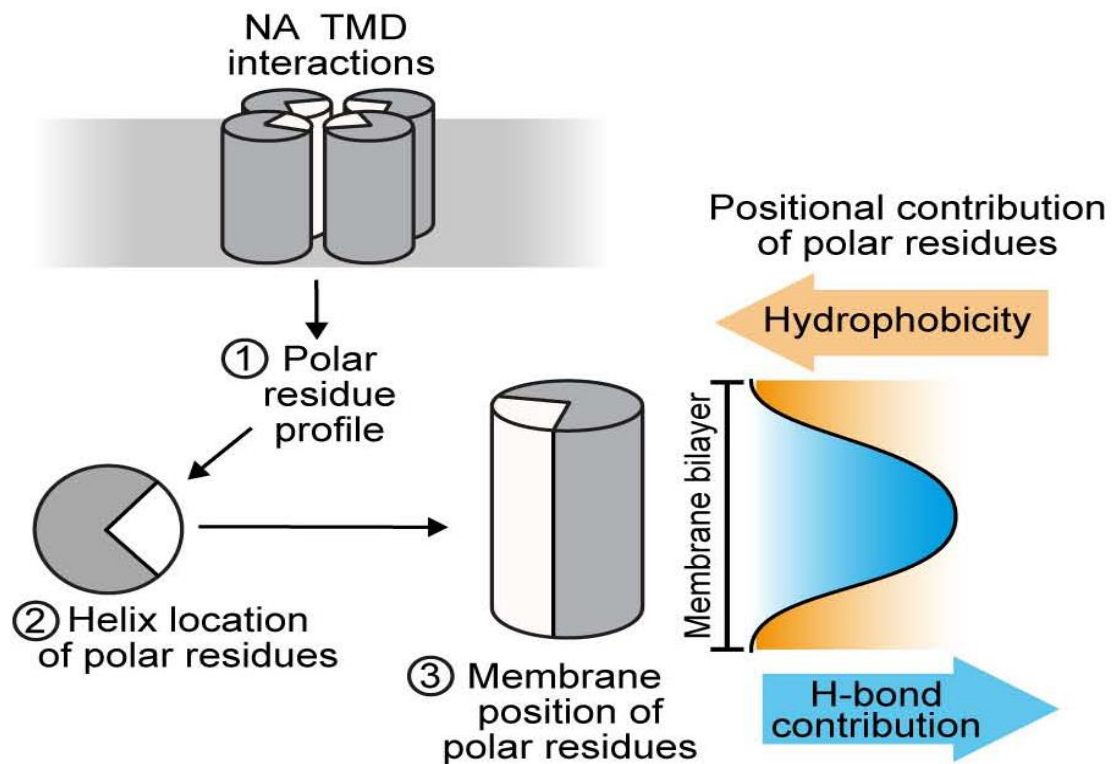 NA TMD
interactions
① Polar
residue
profile
② Helix location
of polar residues
③ Membrane
position of
polar residues
Positional contribution
of polar residues
Hydrophobicity
Membrane bilayer
H-bond
contribution